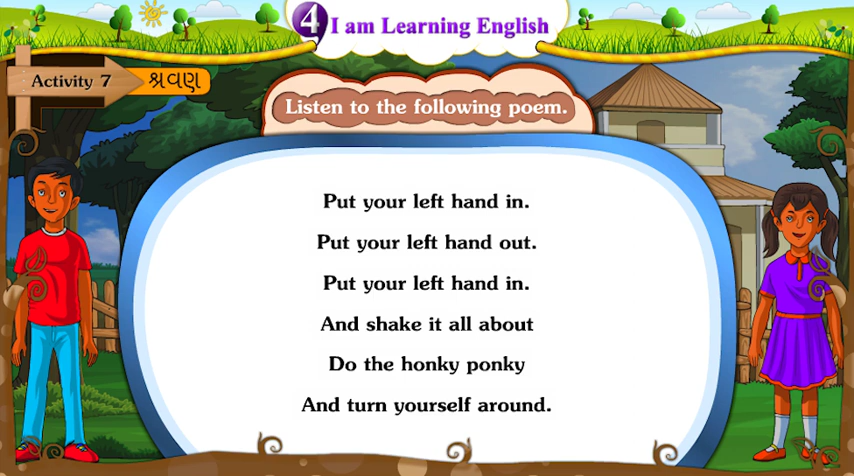 4 I am Learning English
Activity 7 શ્રવણ
Listen to the following poem.
Put your left hand in.
Put your left hand out.
Put your left hand in.
And shake it all about
Do the honky ponky
And turn yourself around.